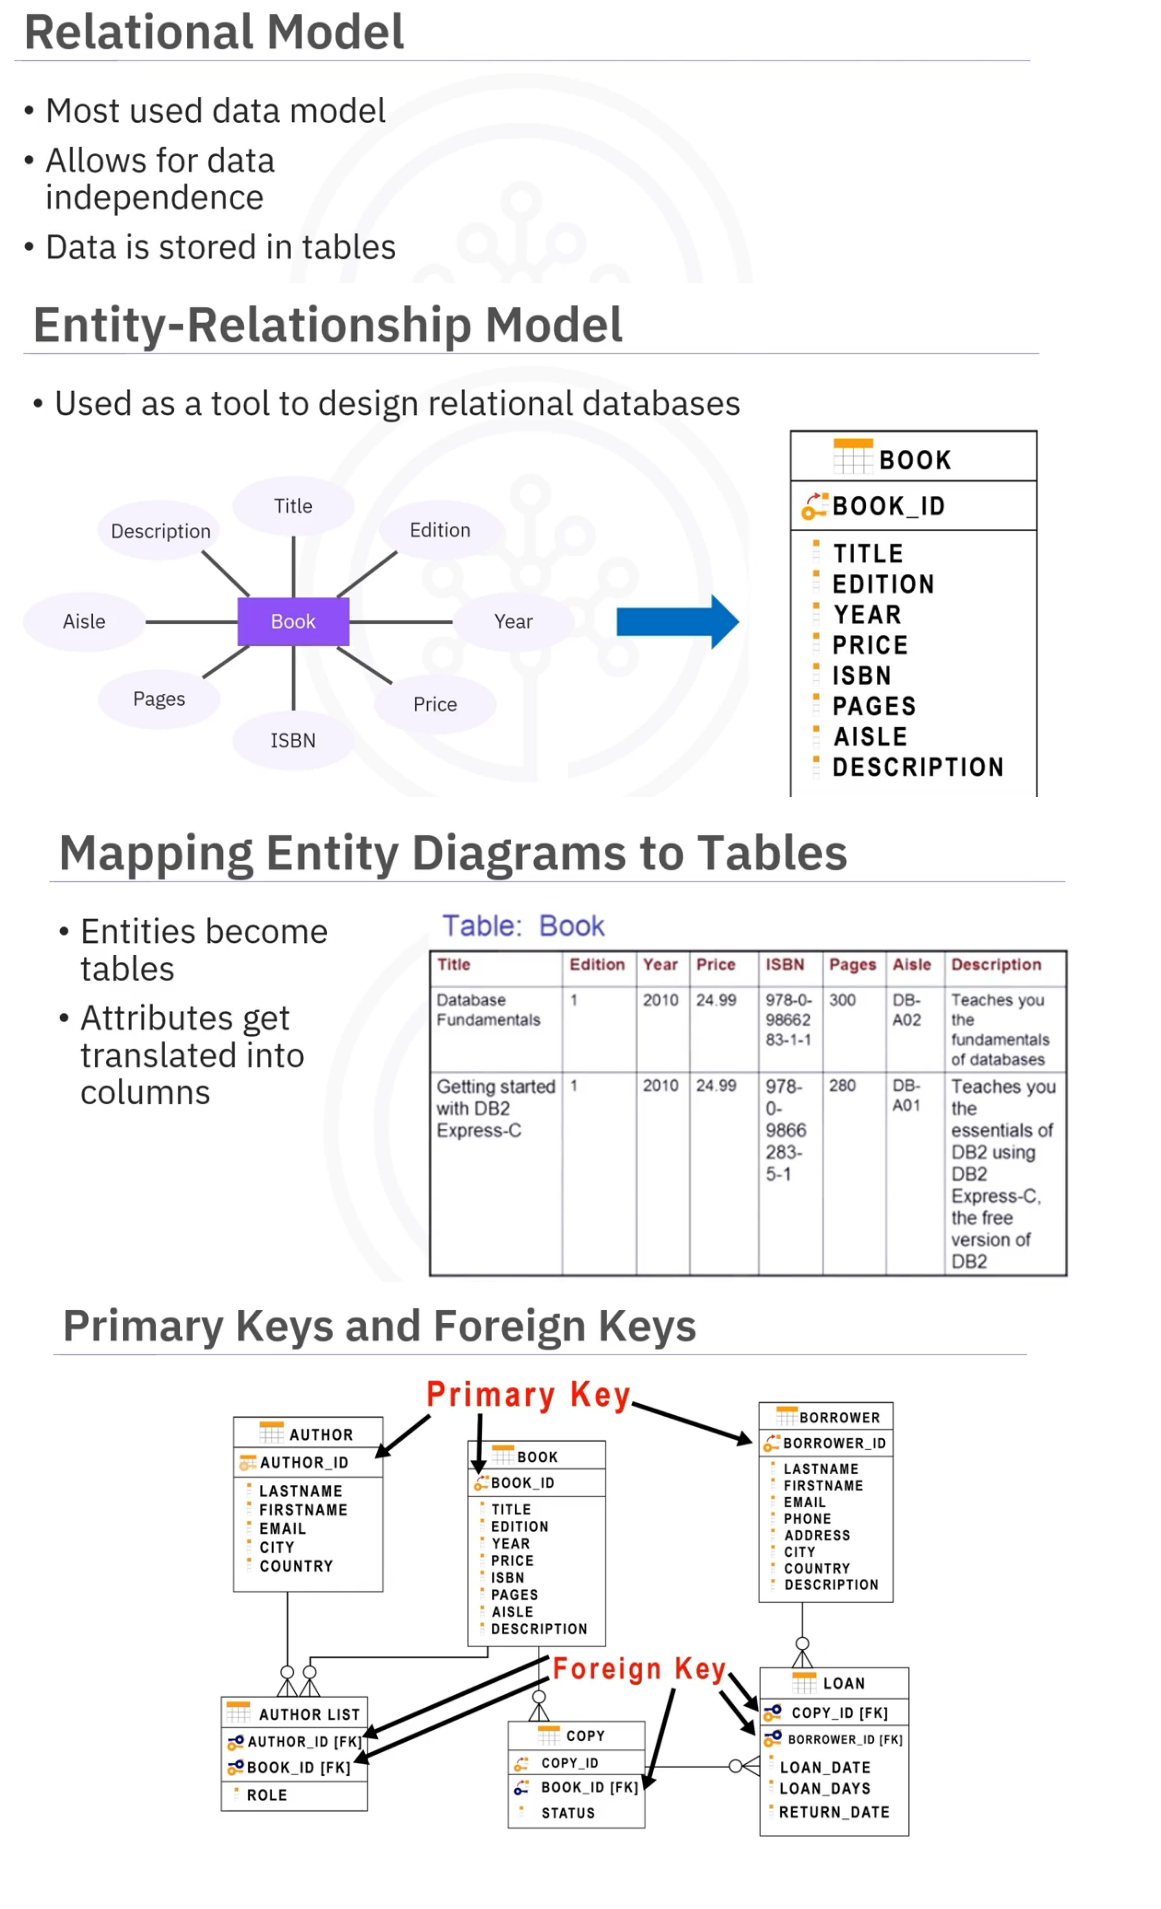 Relational Model
• Most used data model
• Allows for data
independence
• Data is stored in tables
Entity-Relationship Model
• Used as a tool to design relational databases
Title
Description
Edition
Aisle
Book
Year
Pages
Price
ISBN
BOOK
BOOK_ID
TITLE
EDITION
YEAR
PRICE
ISBN
PAGES
AISLE
DESCRIPTION
Mapping Entity Diagrams to Tables
• Entities become
tables
• Attributes get
translated into
columns
Table: Book
Title Edition Year Price ISBN Pages Aisle Description
Database 1 2010 24.99 978-0- 300 DB- Teaches you
Fundamentals 98662 A02 the
83-1-1 fundamentals
of databases
Getting started 1 2010 24.99 978- 280 DB- Teaches you
with DB2 0- A01 the
Express-C 9866 essentials of
283- DB2 using
5-1 DB2
Express-C,
the free
version of
DB2
Primary Keys and Foreign Keys
Primary Key
AUTHOR
AUTHOR_ID
LASTNAME
FIRSTNAME
EMAIL
CITY
COUNTRY
BOOK
BOOK_ID
TITLE
EDITION
YEAR
PRICE
ISBN
PAGES
AISLE
DESCRIPTION
BORROWER
BORROWER_ID
LASTNAME
FIRSTNAME
EMAIL
PHONE
ADDRESS
CITY
COUNTRY
DESCRIPTION
Foreign Key
AUTHOR LIST
AUTHOR_ID [FK]
BOOK_ID [FK]
ROLE
COPY
COPY_ID
BOOK_ID [FK]
STATUS
LOAN
COPY_ID [FK]
BORROWER_ID [FK]
LOAN_DATE
LOAN_DAYS
RETURN_DATE